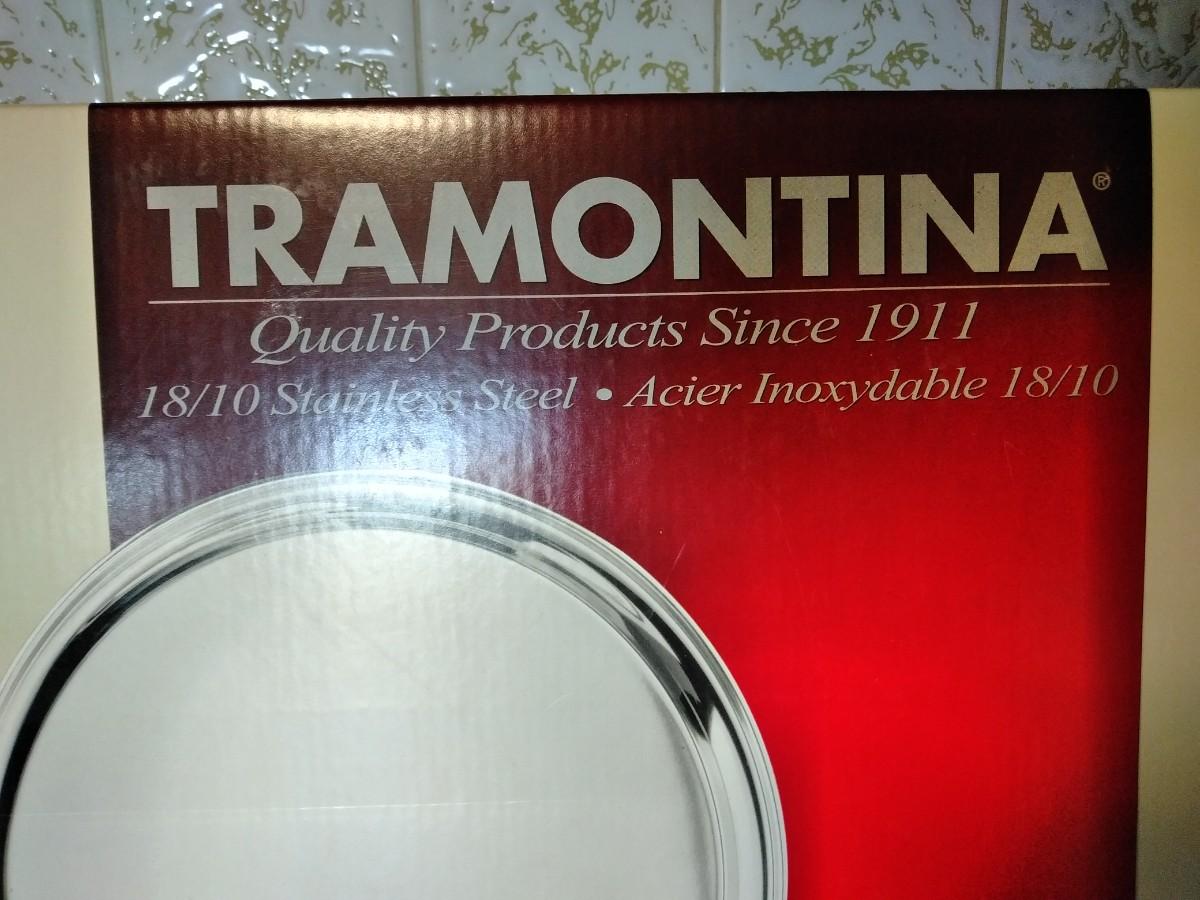 TRAMONTINA®
Quality Products Since 1911
18/10 Stainless Steel • Acier Inoxydable 18/10